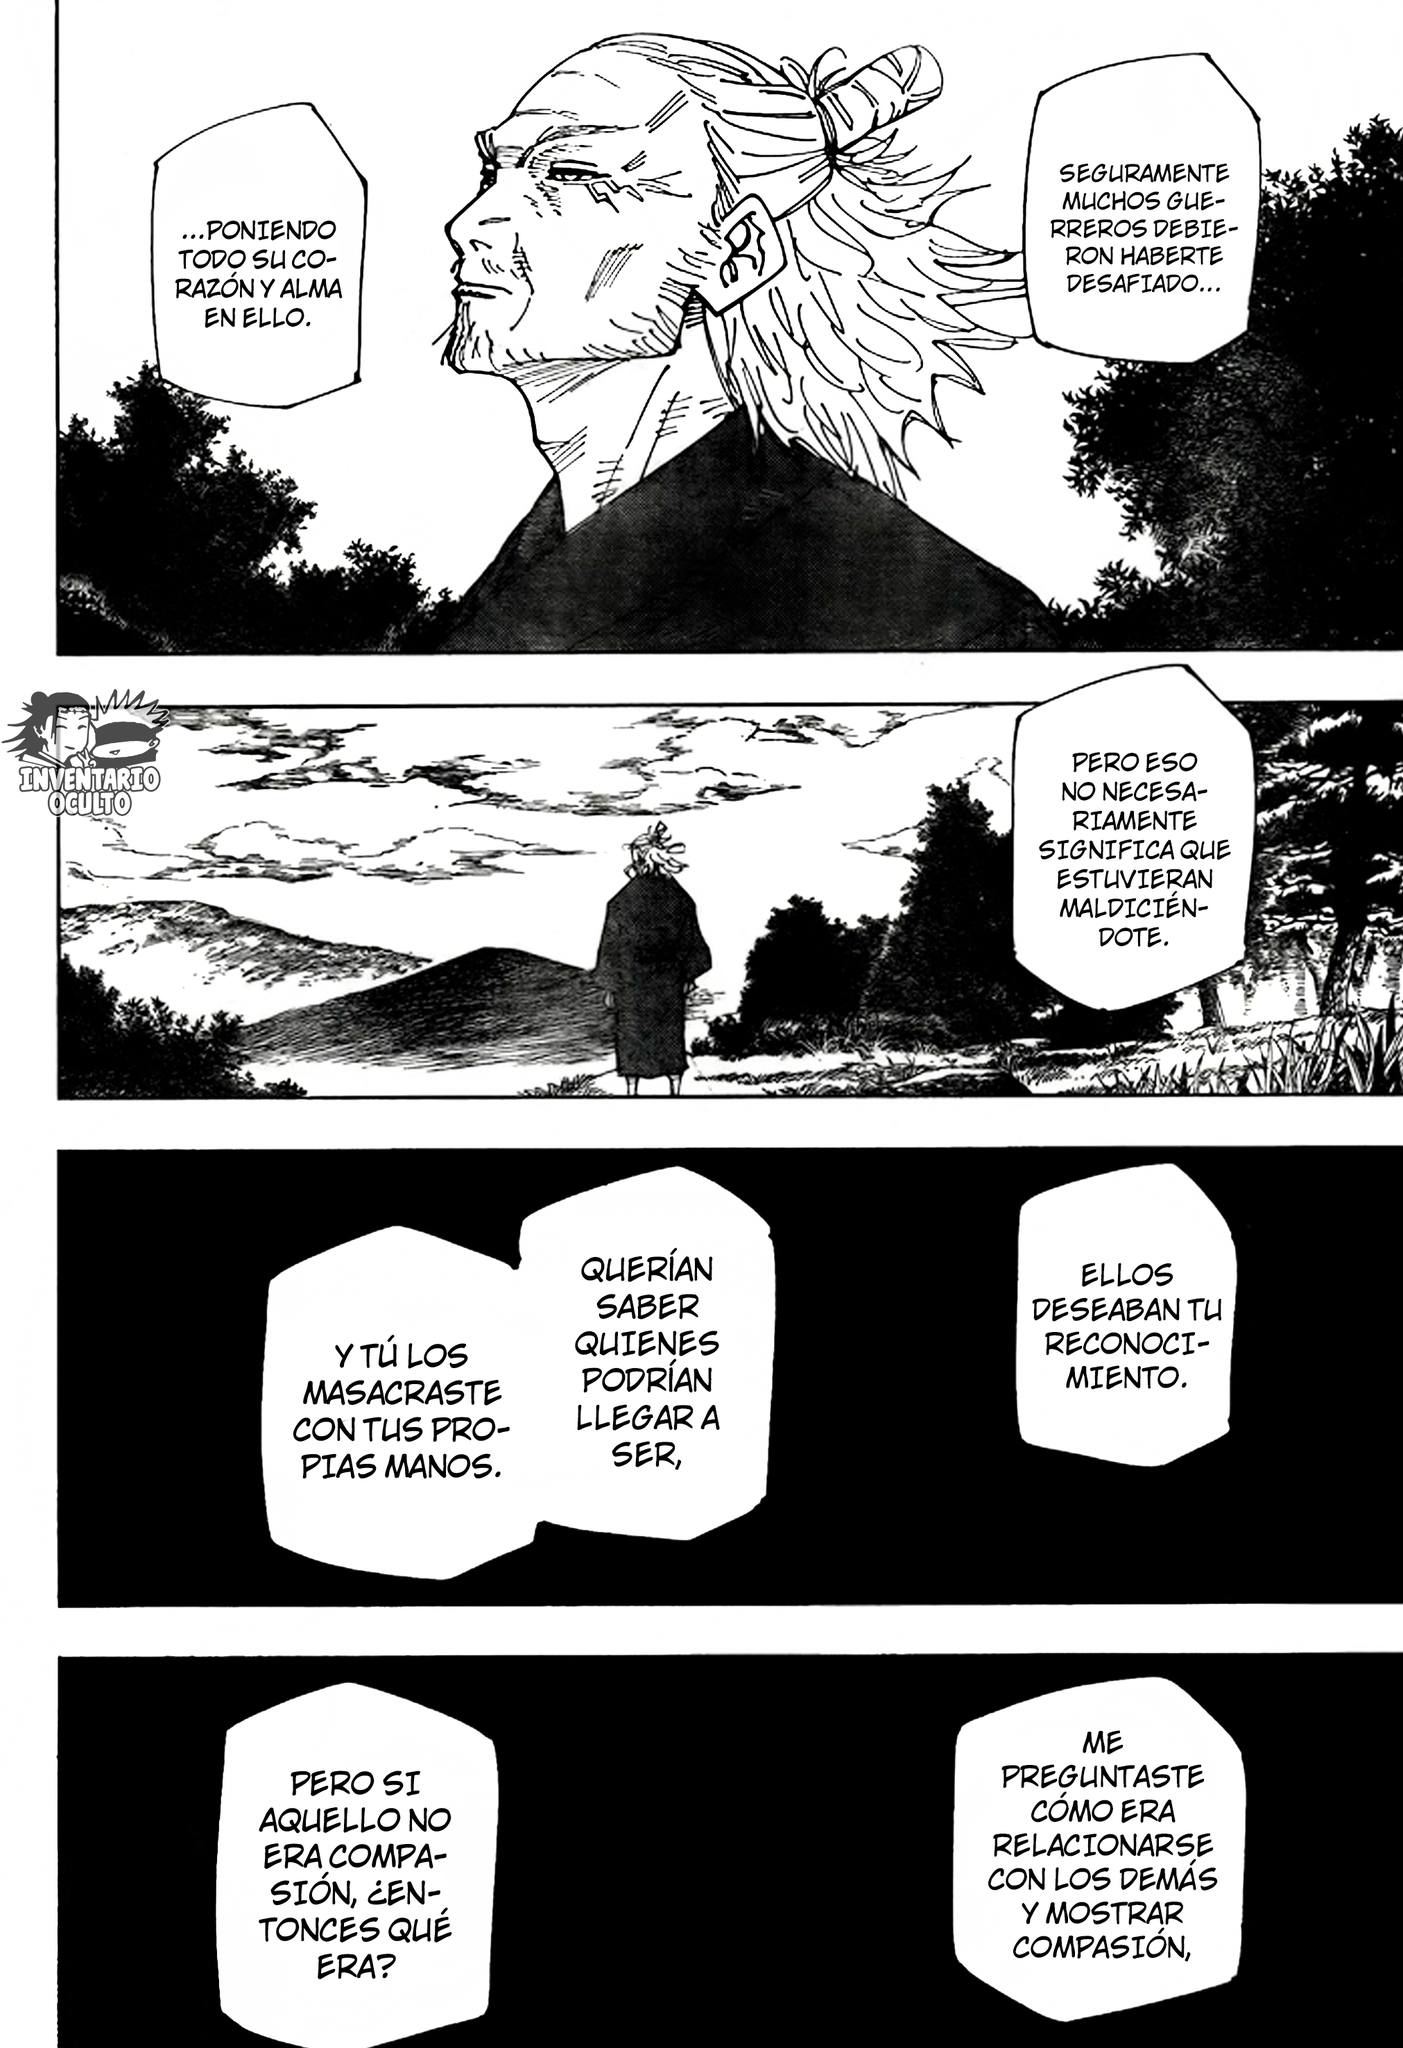 SEGURAMENTE
MUCHOS GUE-
RREROS DEBIE-
RON HABERTE
DESAFIADO...
...PONIENDO
TODO SU CO-
RAZÓN Y ALMA
EN ELLO.
INVENTARIO
OCULTO
PERO ESO
NO NECESA-
RIAMENTE
SIGNIFICA QUE
ESTUVIERAN
MALDICIÉN-
DOTE.
ELLOS
DESEABAN TU
RECONOCI-
MIENTO.
QUERÍAN
SABER
QUIENES
PODRÍAN
LLEGAR A
SER,
Y TÚ LOS
MASACRASTE
CON TUS PRO-
PIAS MANOS.
ME
PREGUNTASTE
CÓMO ERA
RELACIONARSE
CON LOS DEMÁS
Y MOSTRAR
COMPASIÓN,
PERO SI
AQUELLO NO
ERA COMPA-
SIÓN, ¿EN-
TONCES QUÉ
ERA?